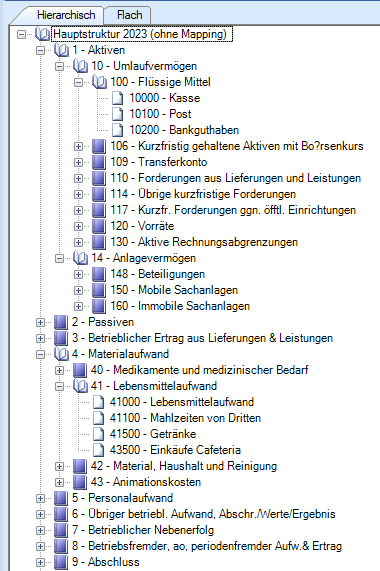 Hierarchisch Flach
Hauptstruktur 2023 (ohne Mapping)
1 - Aktiven
10 - Umlaufvermögen
100 - Flüssige Mittel
10000 - Kasse
10100 - Post
10200 - Bankguthaben
106 - Kurzfristig gehaltene Aktiven mit Bo?rsenkurs
109 - Transferkonto
110 - Forderungen aus Lieferungen und Leistungen
114 - Übrige kurzfristige Forderungen
117 - Kurzfr. Forderungen ggn. öfftl. Einrichtungen
120 - Vorräte
130 - Aktive Rechnungsabgrenzungen
14 - Anlagevermögen
148 - Beteiligungen
150 - Mobile Sachanlagen
160 - Immobile Sachanlagen
2 - Passiven
3 - Betrieblicher Ertrag aus Lieferungen & Leistungen
4 - Materialaufwand
40 - Medikamente und medizinischer Bedarf
41 - Lebensmittelaufwand
41000 - Lebensmittelaufwand
41100 - Mahlzeiten von Dritten
41500 - Getränke
43500 - Einkäufe Cafeteria
42 - Material, Haushalt und Reinigung
43 - Animationskosten
5 - Personalaufwand
6 - Übriger betriebl. Aufwand, Abschr./Werte/Ergebnis
7 - Betrieblicher Nebenerfolg
8 - Betriebsfremder, ao, periodenfremder Aufw.& Ertrag
9 - Abschluss